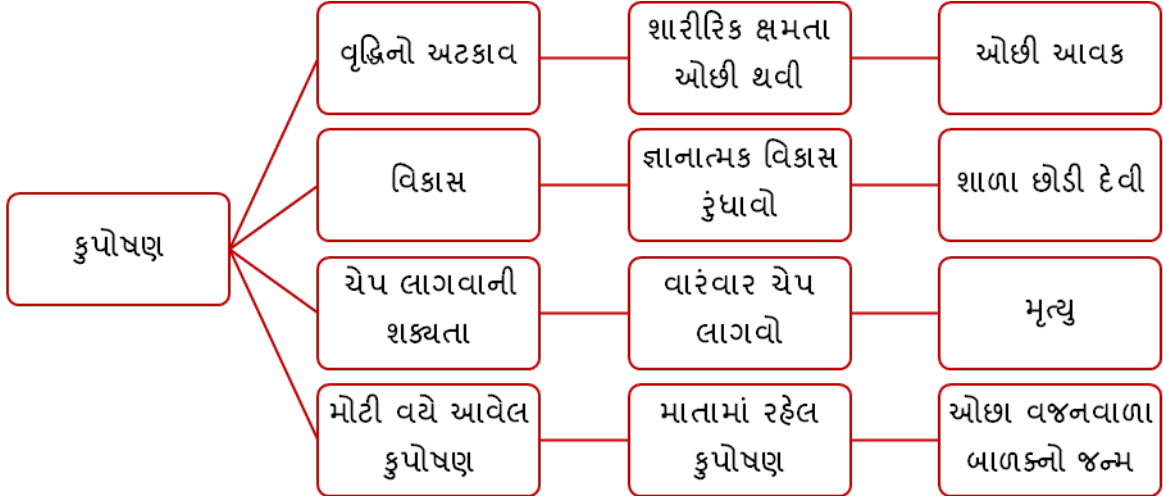 કુપોષણ
વૃદ્ધિનો અટકાવ
શારીરિક ક્ષમતા
ઓછી થવી
ઓછી આવક
વિકાસ
જ્ઞાનાત્મક વિકાસ
રુંધાવો
શાળા છોડી દેવી
ચેપ લાગવાની
શક્યતા
વારંવાર ચેપ
લાગવો
મૃત્યુ
મોટી વયે આવેલ
કુપોષણ
માતામાં રહેલ
કુપોષણ
ઓછા વજનવાળા
બાળક્નો જન્મ